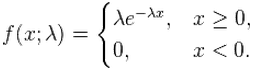 f(x; λ) = { λe^{−λx}, x ≥ 0,
0, x < 0.